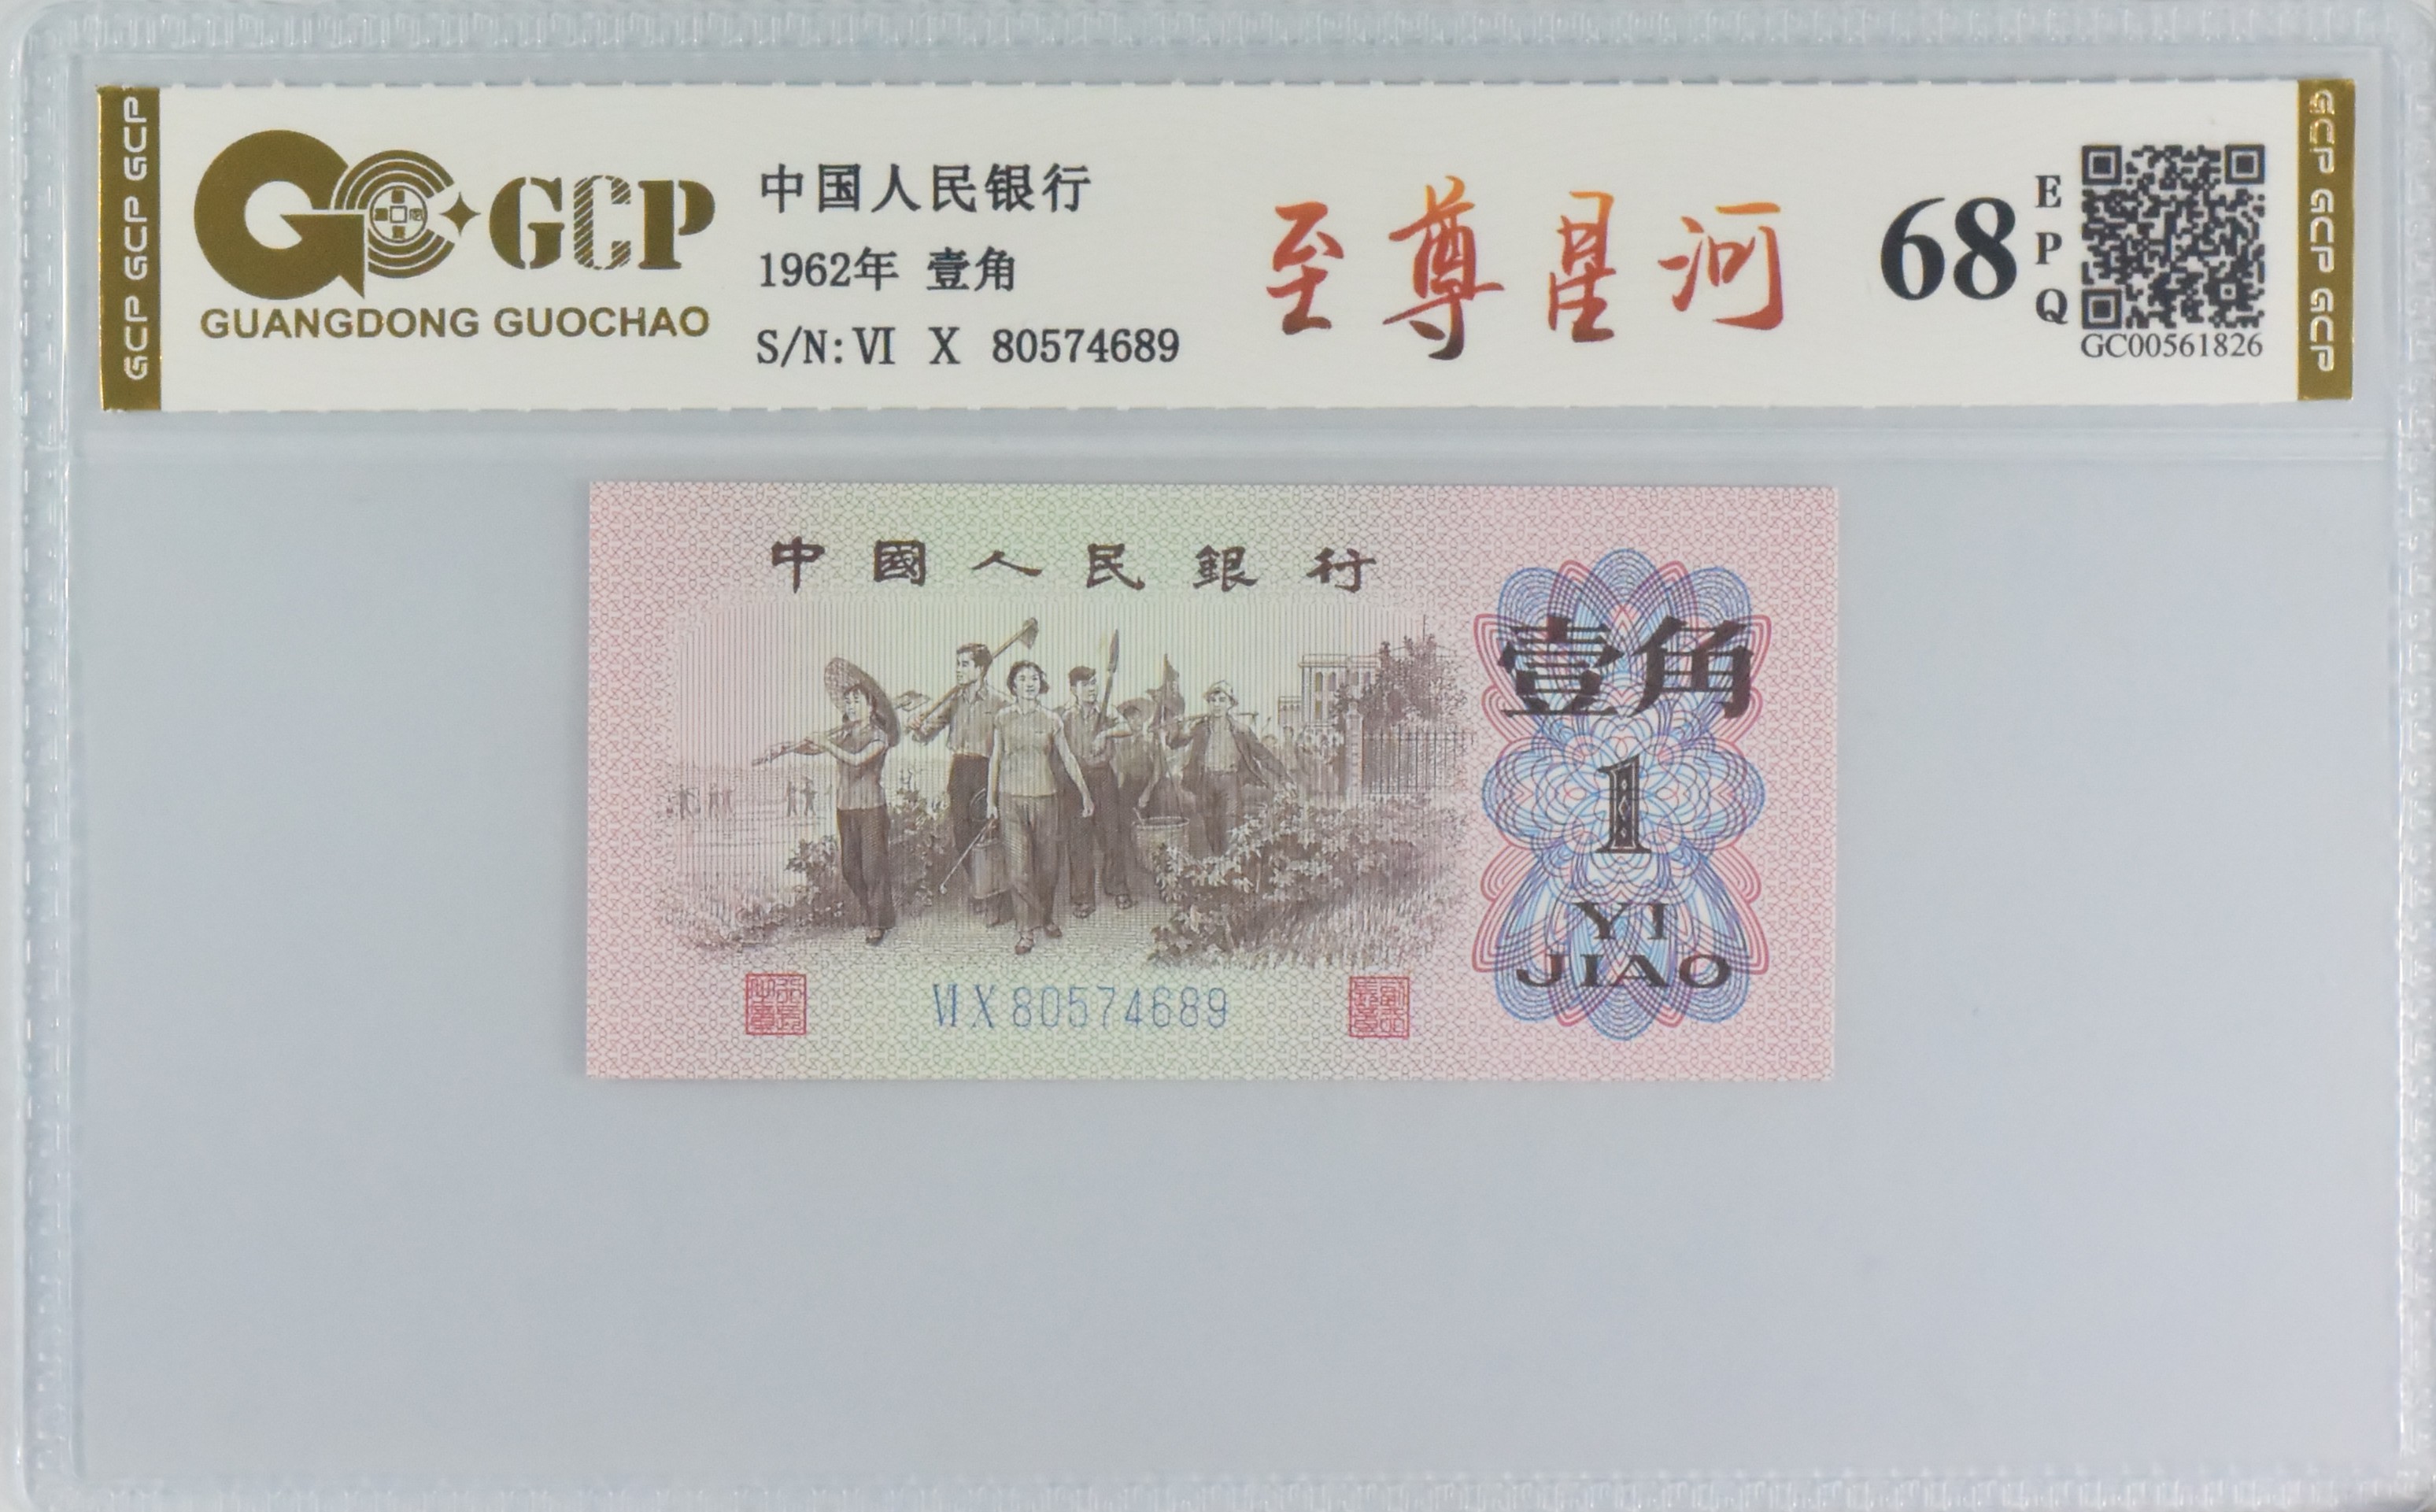 GCP GCP GCP
GCP
GUANGDONG GUOCHAO
中国人民银行
1962年 壹角
S/N: VI X 80574689
至尊星河
68
EPQ
GC00561826
GCP GCP GCP
中國人民銀行
壹角
1
YI
JIAO
VI X 80574689